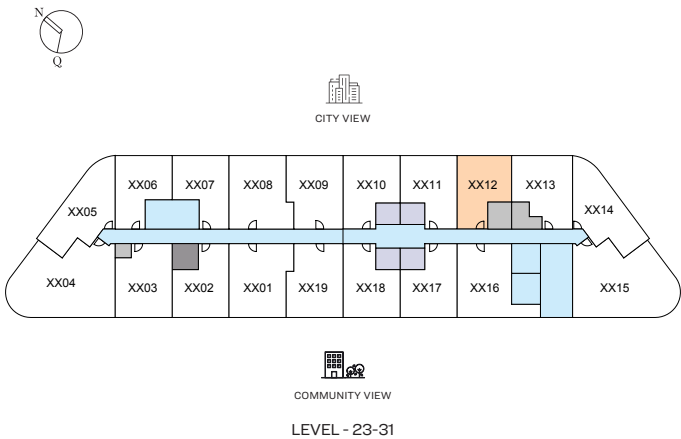 N
Q
CITY VIEW
XX06 XX07 XX08 XX09 XX10 XX11 XX12 XX13
XX05 XX14
XX04 XX03 XX02 XX01 XX19 XX18 XX17 XX16 XX15
COMMUNITY VIEW
LEVEL - 23-31